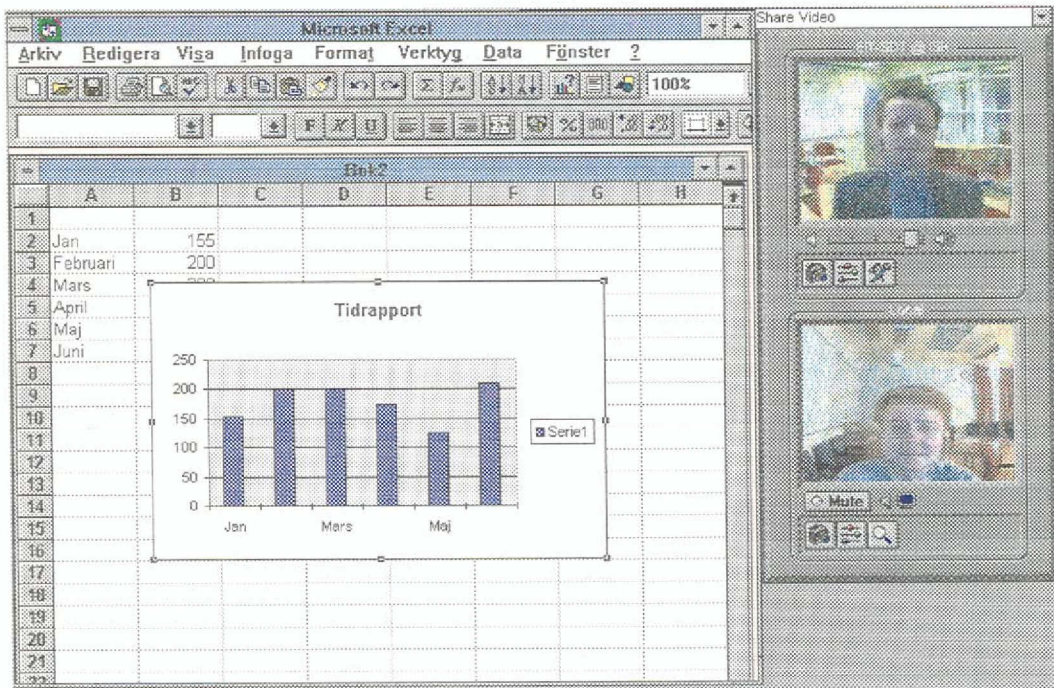 Microsoft Excel
Arkiv Redigera Visa Infoga Format Verktyg Data Fönster ?
100%
F K U
Bok2
A B C D E F G H
1
2 Jan 155
3 Februari 200
4 Mars
5 April
6 Maj
7 Juni
8
9
10
11
12
13
14
15
16
17
18
19
20
21
22
Tidrapport
250
200
150
100
50
0
Jan Mars Maj
Serie1
Share Video
Local
Mute